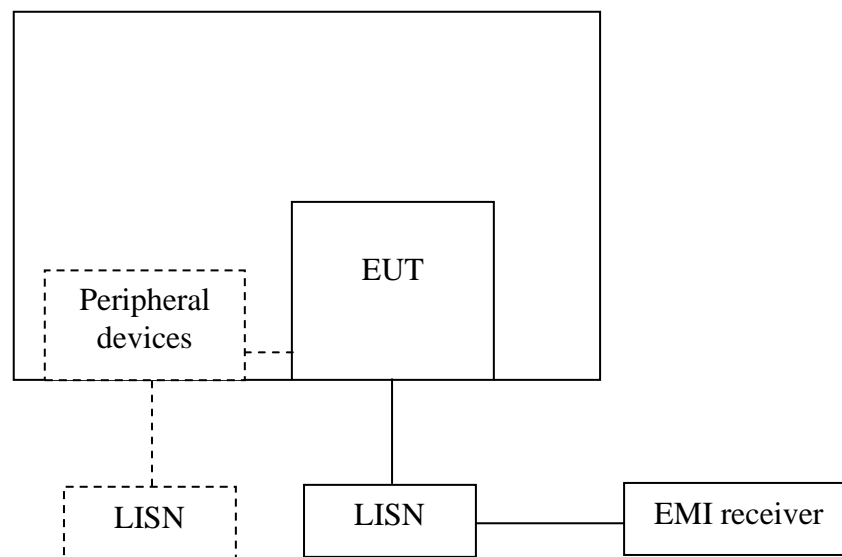 EUT
Peripheral
devices
LISN
LISN
EMI receiver